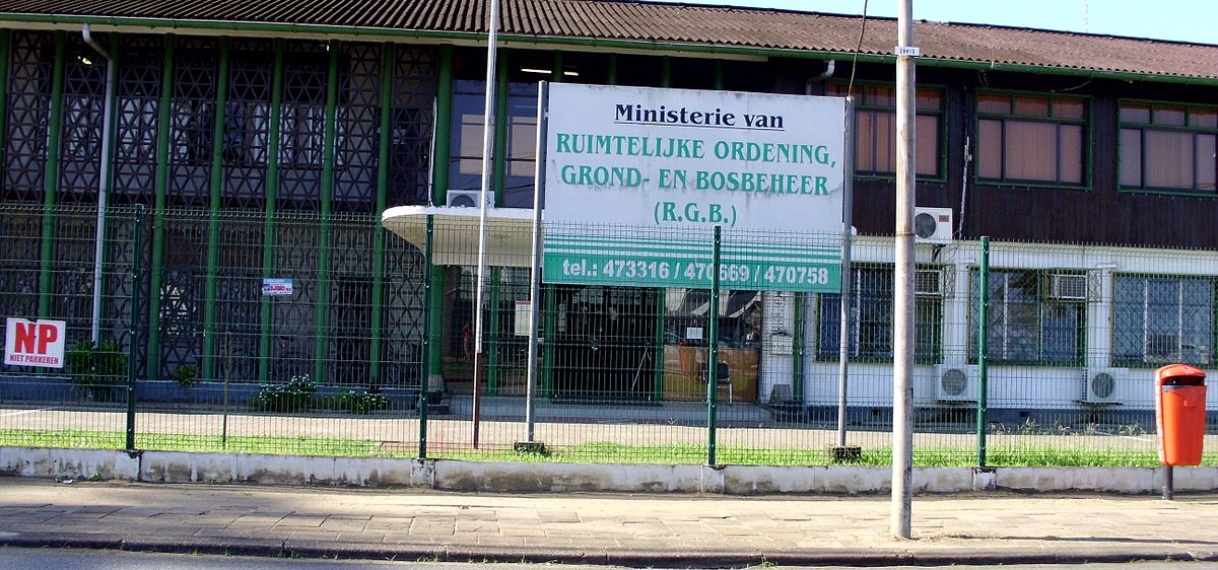 Ministerie van
RUIMTELIJKE ORDENING,
GROND- EN BOSBEHEER
(R.G.B.)
tel.: 473316 / 470669 / 470758
NP
NIET PARKEREN